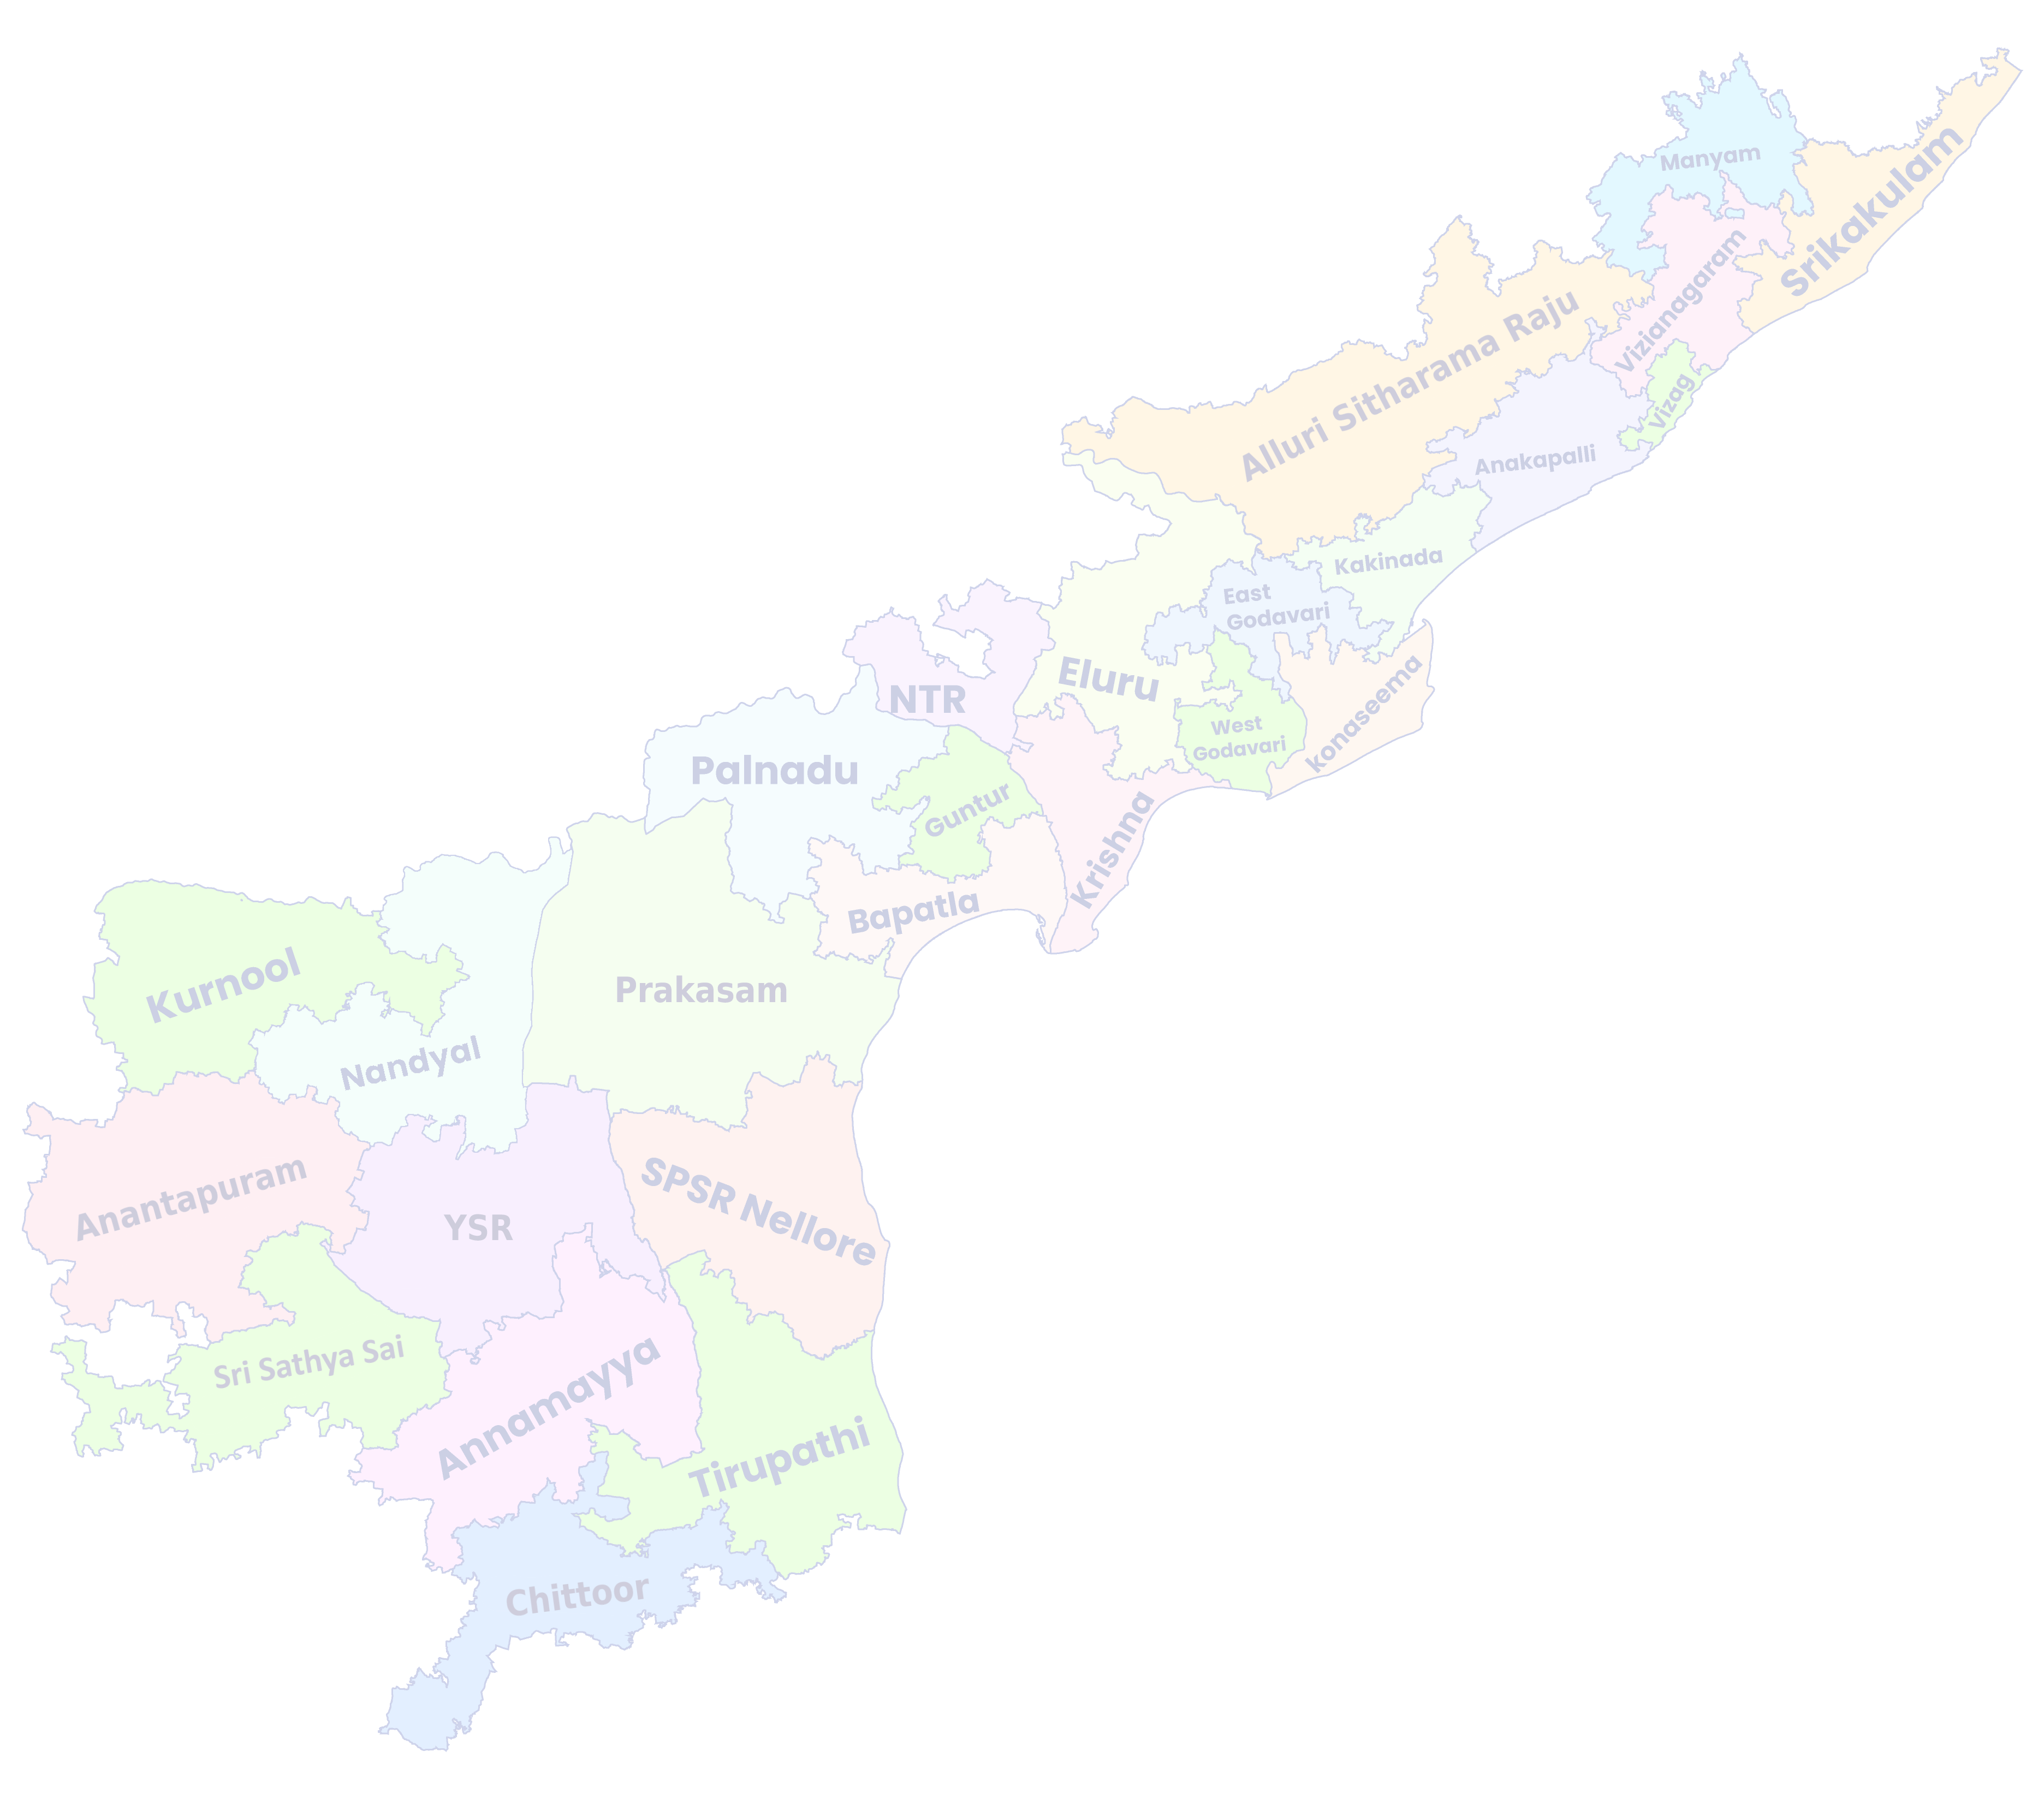 Manyam
Srikakulam
Vizianagaram
Alluri Sitharama Raju
Vizag
Anakapalli
Kakinada
East
Godavari
Eluru
NTR
West
Godavari
konaseema
Palnadu
Guntur
Krishna
Bapatla
Kurnool
Prakasam
Nandyal
Anantapuram
YSR
SPSR Nellore
Sri Sathya Sai
Annamayya
Tirupathi
Chittoor